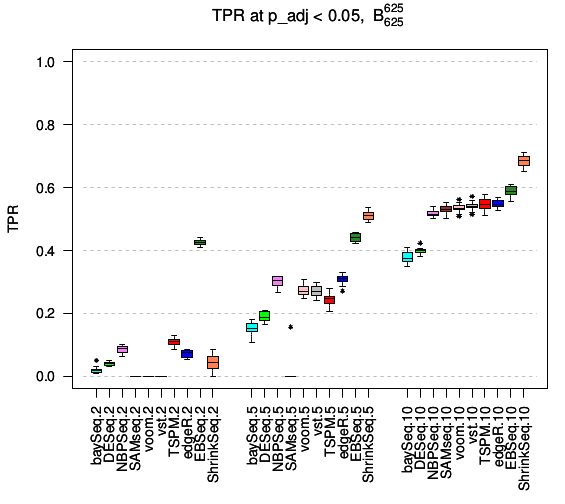 TPR at p_adj < 0.05, B_625^625
TPR
1.0
0.8
0.6
0.4
0.2
0.0
baySeq.2
DESeq.2
NBPSeq.2
SAMseq.2
voom.2
vst.2
TSPM.2
edgeR.2
EBSeq.2
ShrinkSeq.2
baySeq.5
DESeq.5
NBPSeq.5
SAMseq.5
voom.5
vst.5
TSPM.5
edgeR.5
EBSeq.5
ShrinkSeq.5
baySeq.10
DESeq.10
NBPSeq.10
SAMseq.10
voom.10
vst.10
TSPM.10
edgeR.10
EBSeq.10
ShrinkSeq.10